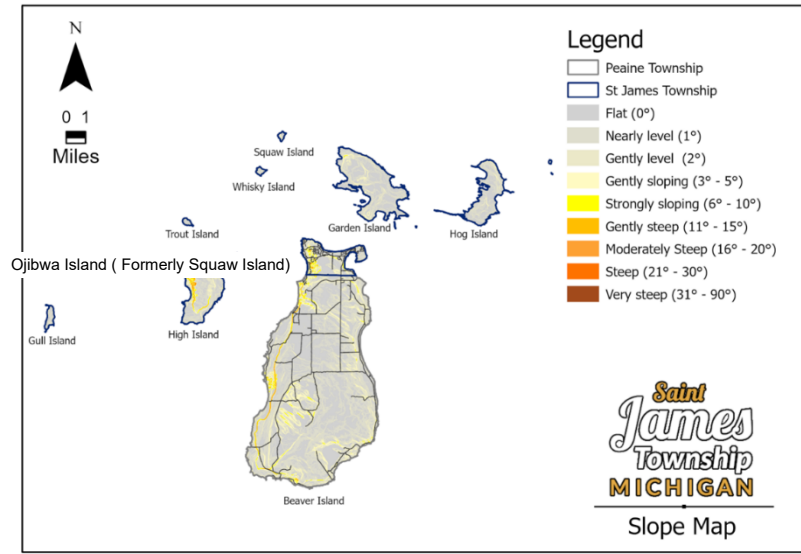 N
0 1
Miles
Squaw Island
Whisky Island
Garden Island
Hog Island
Trout Island
Ojibwa Island ( Formerly Squaw Island)
High Island
Gull Island
Beaver Island
Legend
Peaine Township
St James Township
Flat (0°)
Nearly level (1°)
Gently level (2°)
Gently sloping (3° - 5°)
Strongly sloping (6° - 10°)
Gently steep (11° - 15°)
Moderately Steep (16° - 20°)
Steep (21° - 30°)
Very steep (31° - 90°)
Saint
James
Township
MICHIGAN
Slope Map